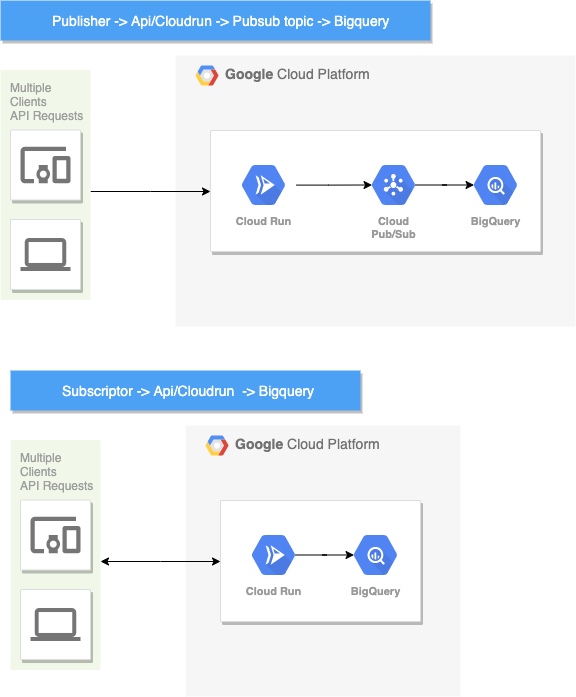 Publisher -> Api/Cloudrun -> Pubsub topic -> Bigquery
Multiple
Clients
API Requests
Google Cloud Platform
Cloud Run
Cloud
Pub/Sub
BigQuery
Subscriptor -> Api/Cloudrun -> Bigquery
Multiple
Clients
API Requests
Google Cloud Platform
Cloud Run
BigQuery